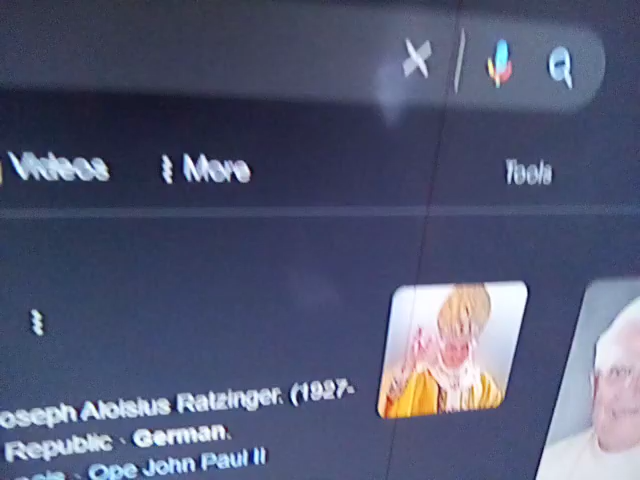 Videos
More
Tools
oseph Aloisius Ratzinger. (1927-
Republic · German.
Ope John Paul II